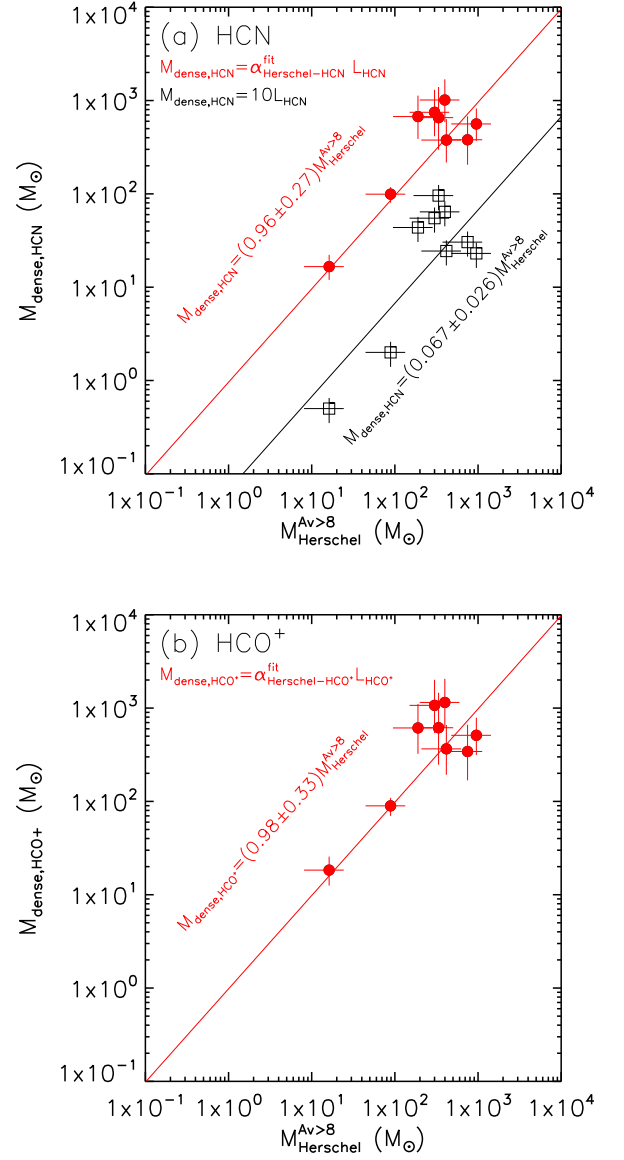 (a) HCN
M_dense,HCN=α^fit_Herschel−HCN L_HCN
M_dense,HCN=10L_HCN
M_dense,HCN=(0.96±0.27)M^Av>8_Herschel
M_dense,HCN=(0.067±0.026)M^Av>8_Herschel
M_dense,HCN (M⊙)
1x10^4
1x10^3
1x10^2
1x10^1
1x10^0
1x10^−1
1x10^−1 1x10^0 1x10^1 1x10^2 1x10^3 1x10^4
M^Av>8_Herschel (M⊙)
(b) HCO^+
M_dense,HCO^+=α^fit_Herschel−HCO^+ L_HCO^+
M_dense,HCO^+=(0.98±0.33)M^Av>8_Herschel
M_dense,HCO+ (M⊙)
1x10^4
1x10^3
1x10^2
1x10^1
1x10^0
1x10^−1
1x10^−1 1x10^0 1x10^1 1x10^2 1x10^3 1x10^4
M^Av>8_Herschel (M⊙)